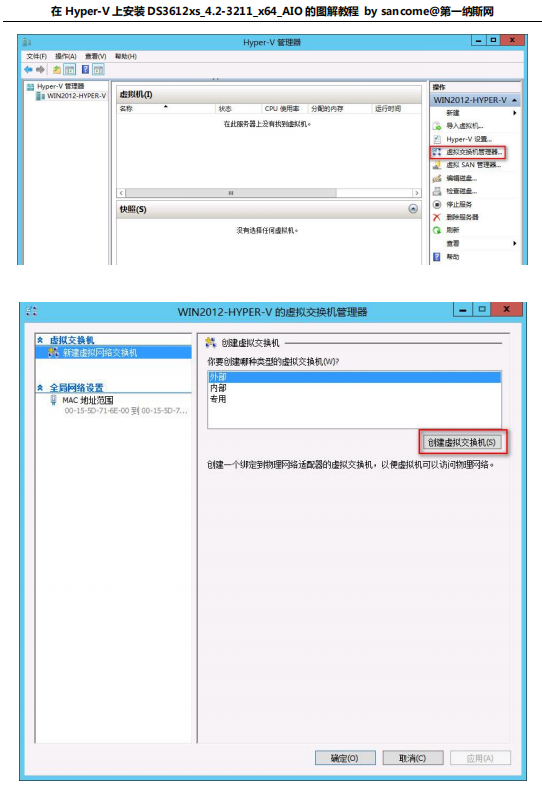 在 Hyper-V 上安装 DS3612xs_4.2-3211_x64_AIO 的图解教程 by sancome@第一纳斯网
Hyper-V 管理器
文件(F) 操作(A) 查看(V) 帮助(H)
Hyper-V 管理器
WIN2012-HYPER-V
虚拟机(I)
名称 状态 CPU 使用率 分配的内存 运行时间
在此服务器上没有找到虚拟机。
快照(S)
没有选择任何虚拟机。
操作
WIN2012-HYPER-V
新建
导入虚拟机...
Hyper-V 设置...
虚拟交换机管理器...
虚拟 SAN 管理器...
编辑磁盘...
检查磁盘...
停止服务
删除服务器
刷新
查看
帮助
WIN2012-HYPER-V 的虚拟交换机管理器
虚拟交换机
新建虚拟网络交换机
全局网络设置
MAC 地址范围
00-15-5D-71-6E-00 到 00-15-5D-7...
创建虚拟交换机
你要创建哪种类型的虚拟交换机(W)?
外部
内部
专用
创建虚拟交换机(S)
创建一个绑定到物理网络适配器的虚拟交换机，以便虚拟机可以访问物理网络。
确定(O) 取消(C) 应用(A)